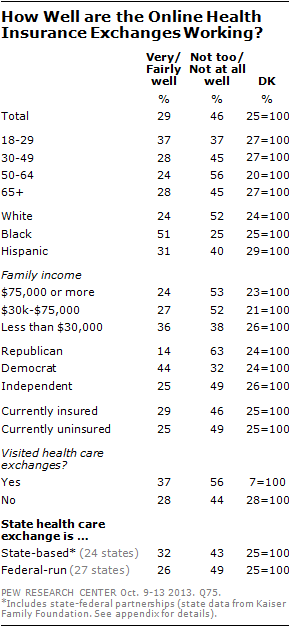 How Well are the Online Health
Insurance Exchanges Working?
Very/ Not too/
Fairly Not at all
well well DK
% % %
Total 29 46 25=100
18-29 37 37 27=100
30-49 28 45 27=100
50-64 24 56 20=100
65+ 28 45 27=100
White 24 52 24=100
Black 51 25 25=100
Hispanic 31 40 29=100
Family income
$75,000 or more 24 53 23=100
$30k-$75,000 27 52 21=100
Less than $30,000 36 38 26=100
Republican 14 63 24=100
Democrat 44 32 24=100
Independent 25 49 26=100
Currently insured 29 46 25=100
Currently uninsured 25 49 25=100
Visited health care
exchanges?
Yes 37 56 7=100
No 28 44 28=100
State health care
exchange is ...
State-based* (24 states) 32 43 25=100
Federal-run (27 states) 26 49 25=100
PEW RESEARCH CENTER Oct. 9-13 2013. Q75.
*Includes state-federal partnerships (state data from Kaiser
Family Foundation. See appendix for details).